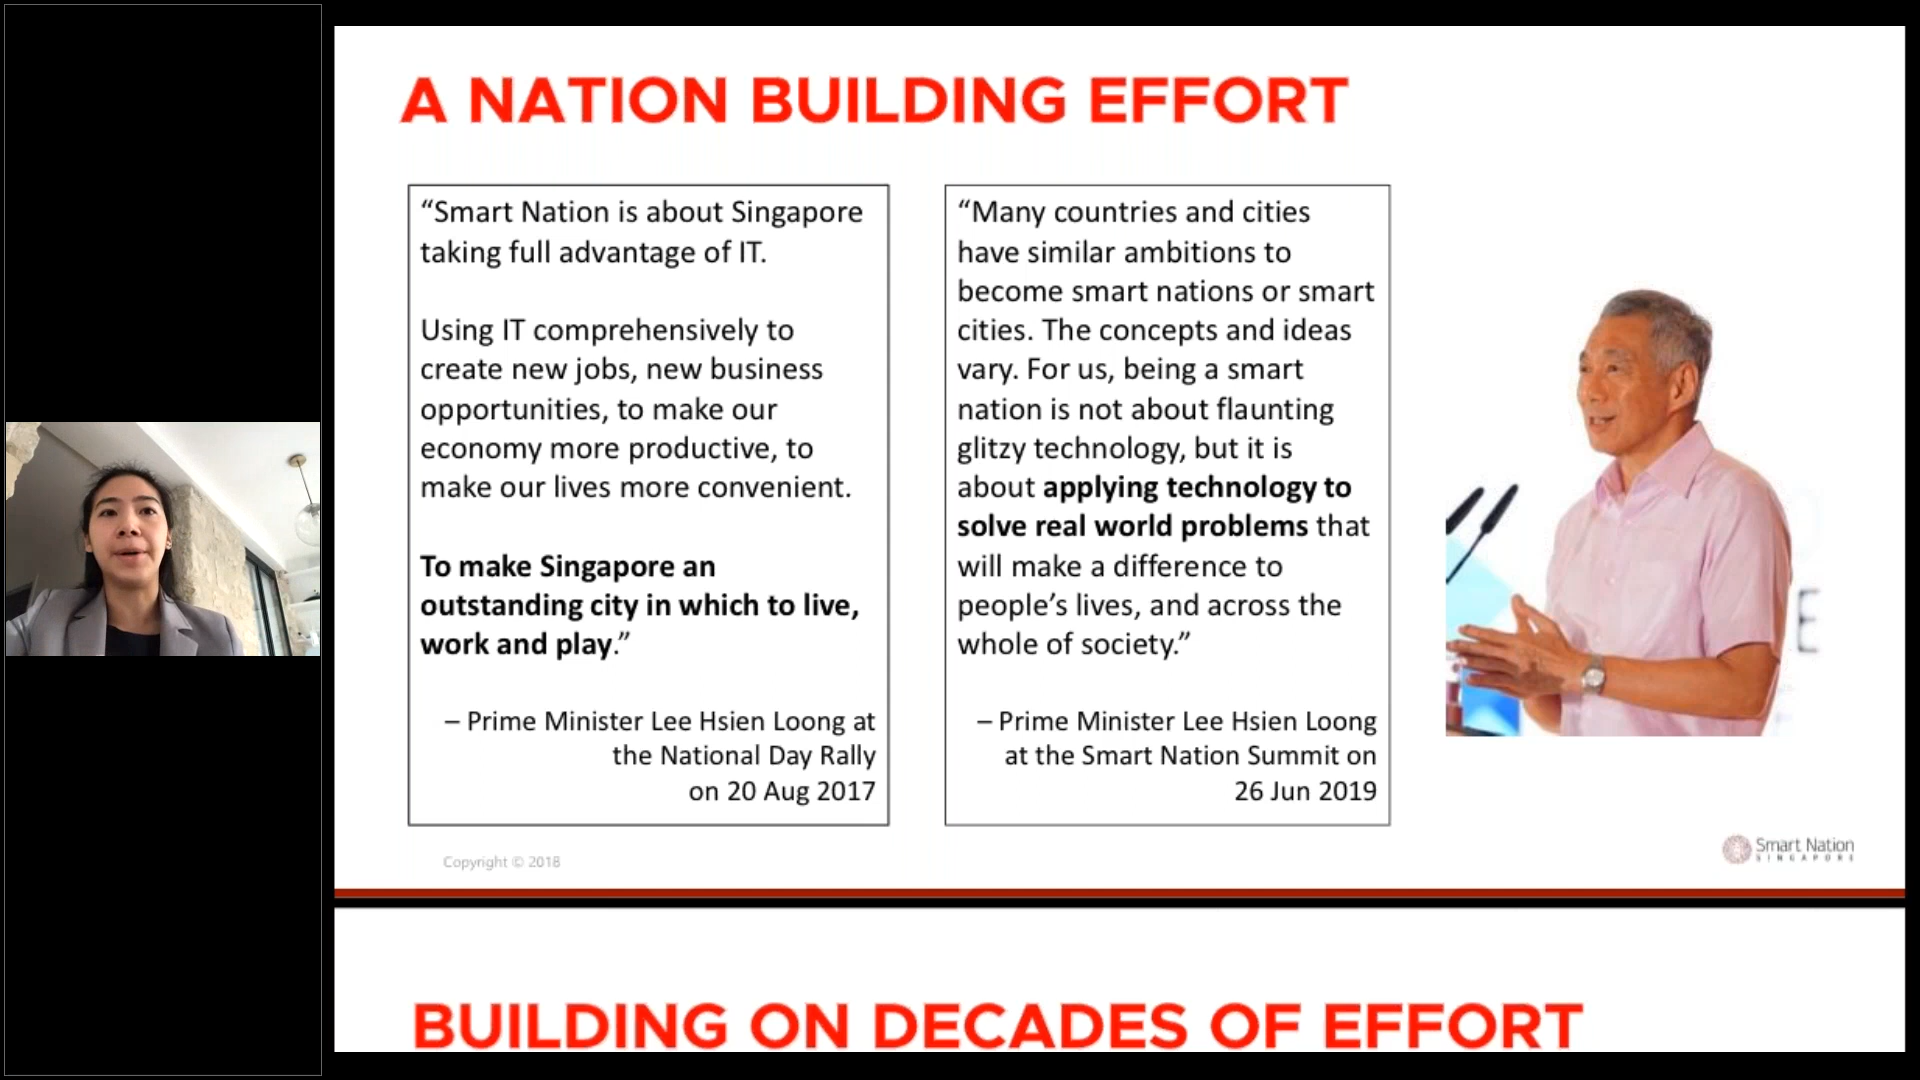 A NATION BUILDING EFFORT
“Smart Nation is about Singapore
taking full advantage of IT.
Using IT comprehensively to
create new jobs, new business
opportunities, to make our
economy more productive, to
make our lives more convenient.
To make Singapore an
outstanding city in which to live,
work and play.”
– Prime Minister Lee Hsien Loong at
the National Day Rally
on 20 Aug 2017
“Many countries and cities
have similar ambitions to
become smart nations or smart
cities. The concepts and ideas
vary. For us, being a smart
nation is not about flaunting
glitzy technology, but it is
about applying technology to
solve real world problems that
will make a difference to
people’s lives, and across the
whole of society.”
– Prime Minister Lee Hsien Loong
at the Smart Nation Summit on
26 Jun 2019
E
Copyright © 2018
Smart Nation
SINGAPORE
BUILDING ON DECADES OF EFFORT